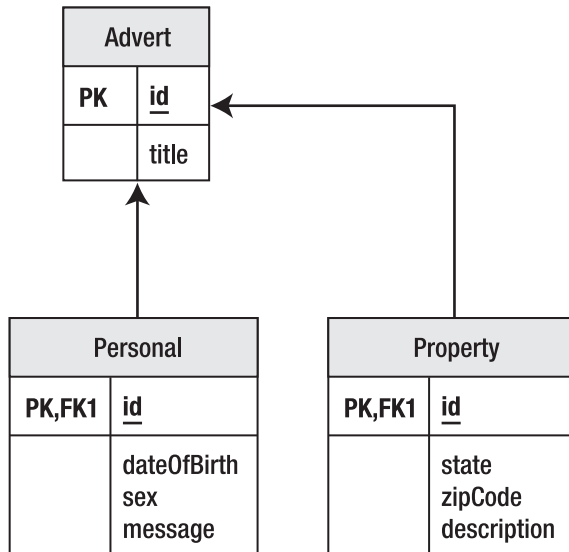 Advert
PK id
title
Personal
PK,FK1 id
dateOfBirth
sex
message
Property
PK,FK1 id
state
zipCode
description